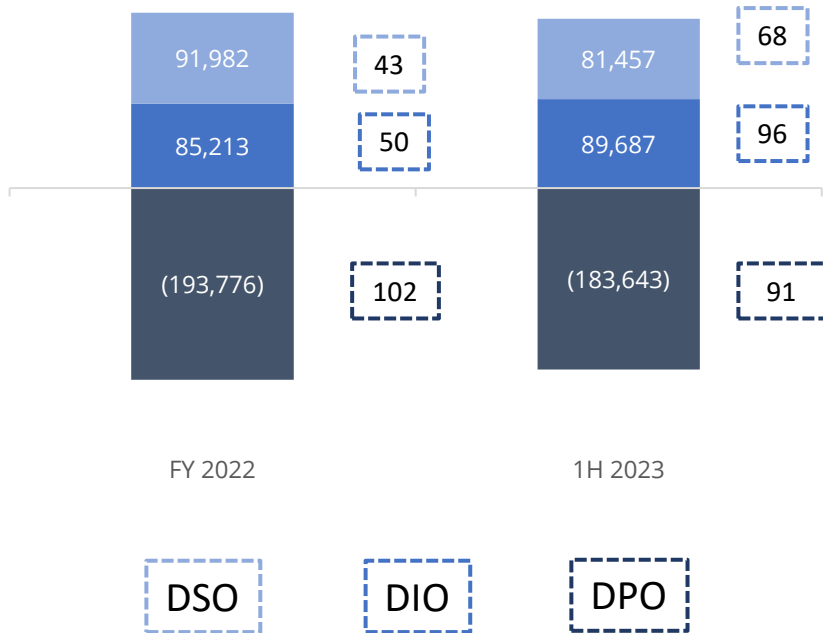 91,982
43
81,457
68
85,213
50
89,687
96
(193,776)
102
(183,643)
91
FY 2022
1H 2023
DSO
DIO
DPO